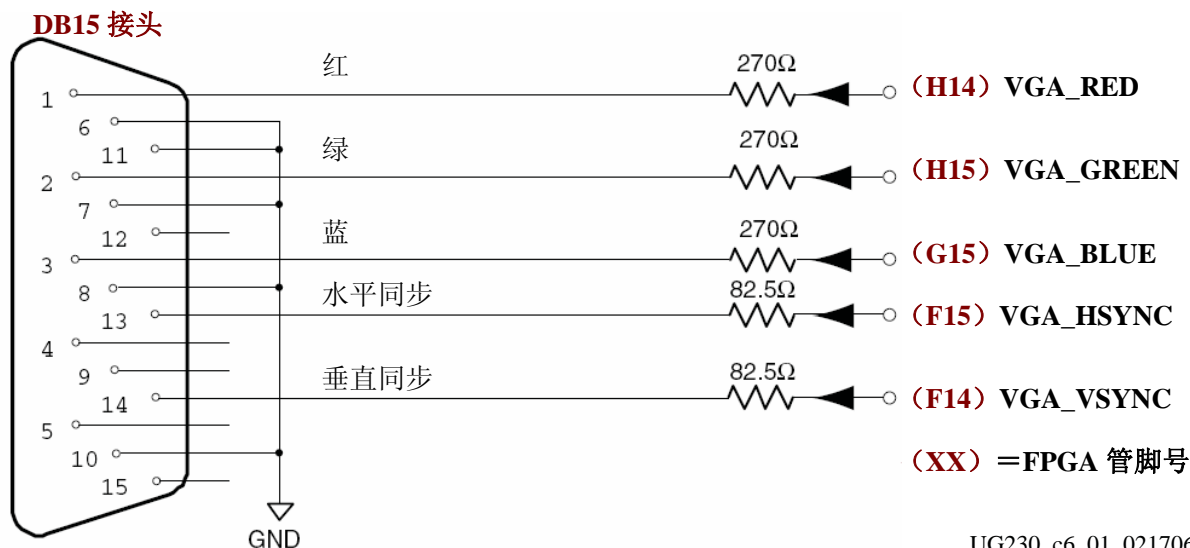 DB15 接头
红
270Ω
（H14）VGA_RED
1
6
11
绿
270Ω
（H15）VGA_GREEN
2
7
12
蓝
270Ω
（G15）VGA_BLUE
3
8
水平同步
82.5Ω
（F15）VGA_HSYNC
13
4
9
垂直同步
82.5Ω
（F14）VGA_VSYNC
14
5
10
（XX）＝FPGA 管脚号
15
GND
UG230_c6_01_021706